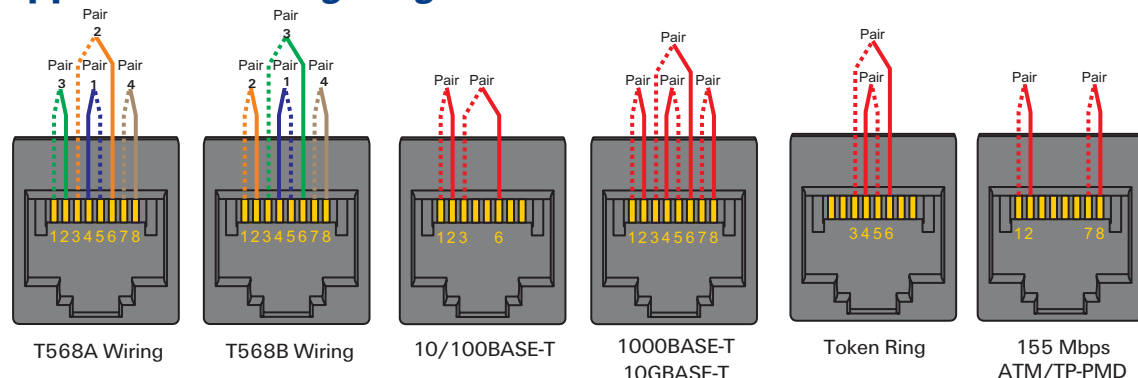 Pair
2
Pair Pair Pair
3 1 4
12345678
T568A Wiring
Pair
3
Pair Pair Pair
2 1 4
12345678
T568B Wiring
Pair Pair
123 6
10/100BASE-T
Pair
Pair Pair Pair
12345678
1000BASE-T
10GBASE-T
Pair
Pair
3456
Token Ring
Pair Pair
12 78
155 Mbps
ATM/TP-PMD